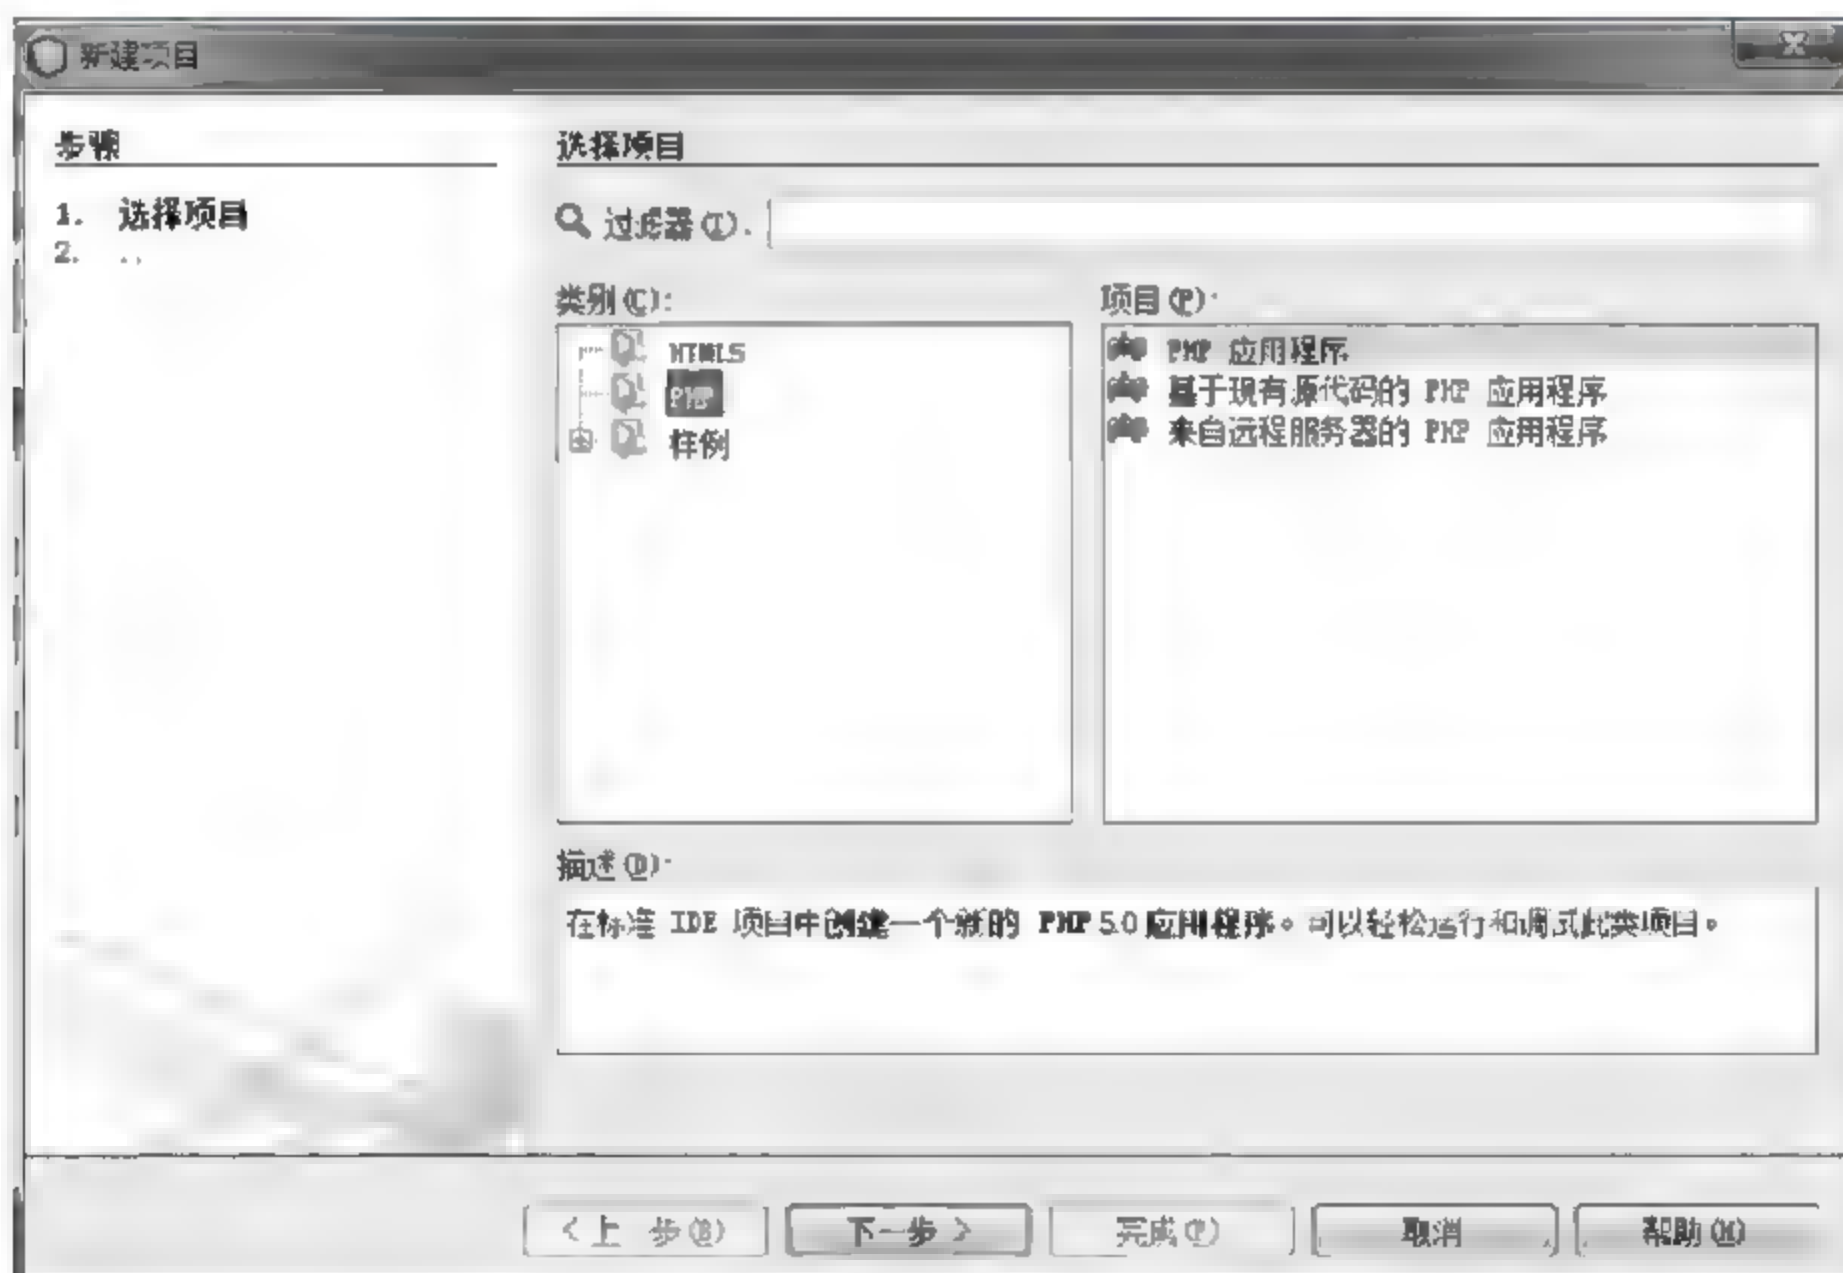 新建项目
步骤
1. 选择项目
2. ..
选择项目
过滤器(I):
类别(C):
HTML5
PHP
样例
项目(P):
PHP 应用程序
基于现有源代码的 PHP 应用程序
来自远程服务器的 PHP 应用程序
描述(D):
在标准 IDE 项目中创建一个新的 PHP 5.0 应用程序。可以轻松运行和调式此类项目。
<上一步(B)
下一步 >
完成(F)
取消
帮助(H)